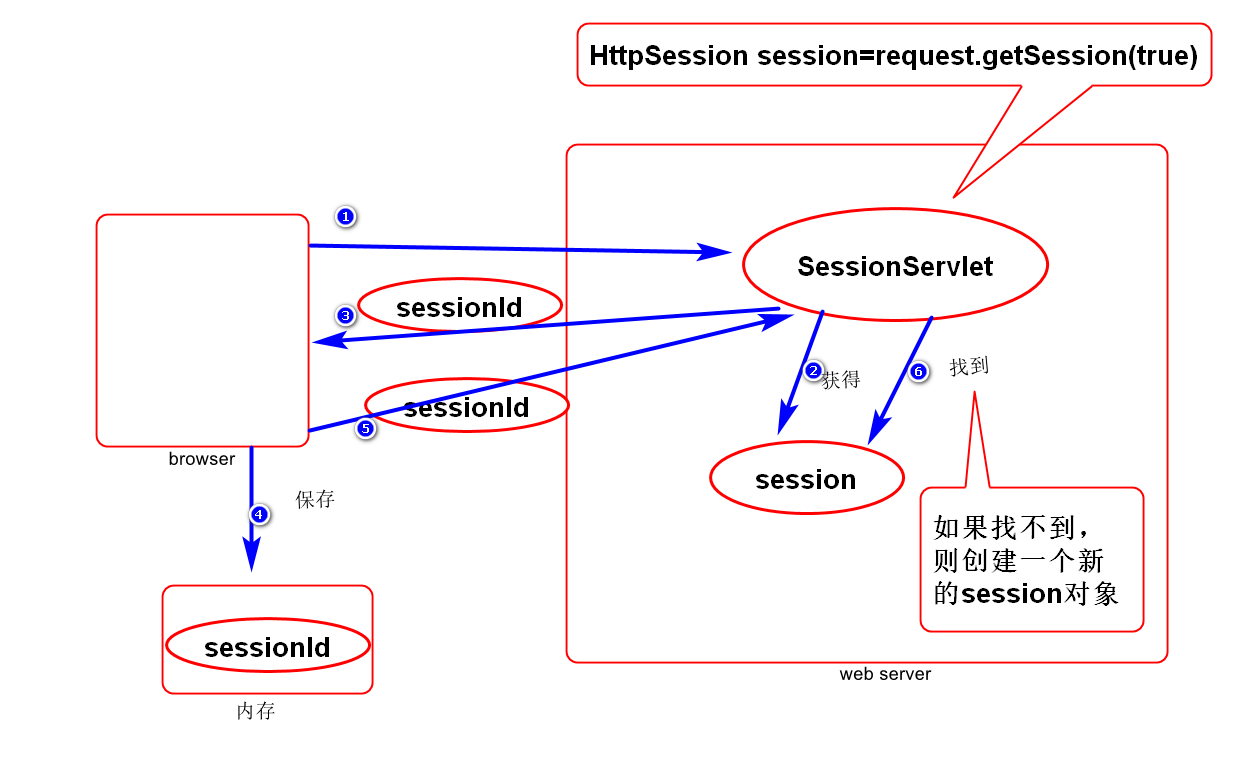 HttpSession session=request.getSession(true)
1
SessionServlet
sessionId
3
2
获得
6
找到
sessionId
5
browser
session
保存
4
如果找不到，
则创建一个新
的session对象
sessionId
web server
内存